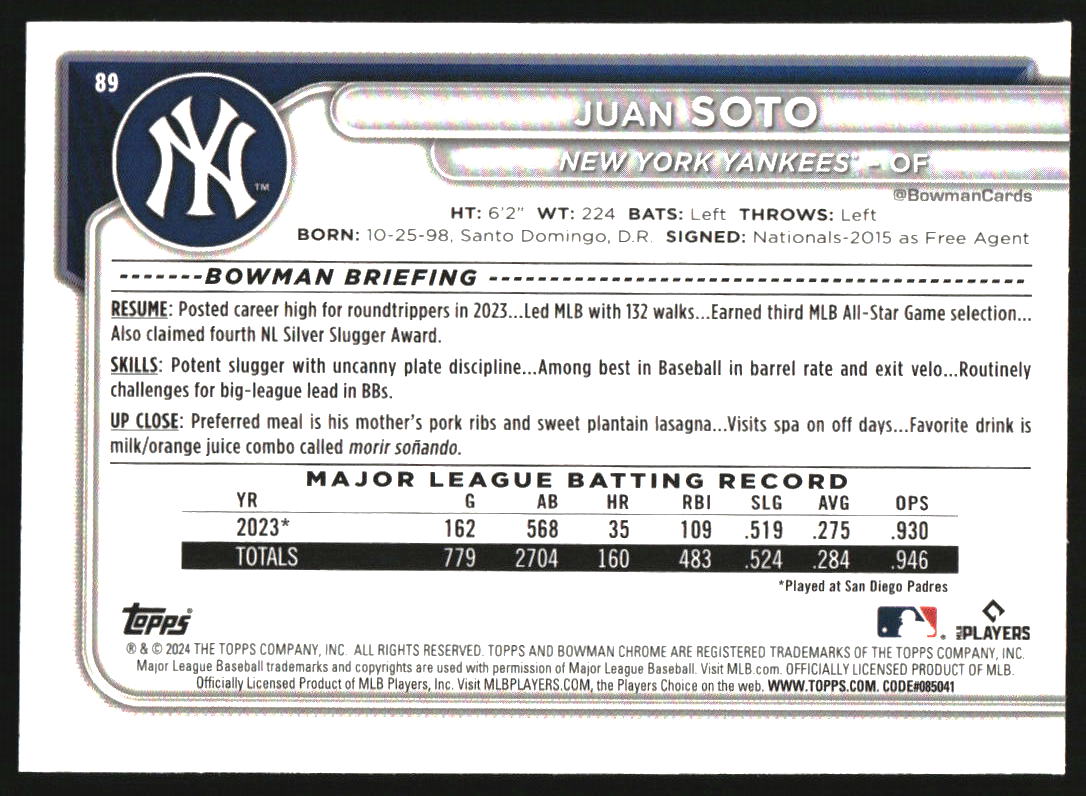 89
NY
™
JUAN SOTO
NEW YORK YANKEES™ - OF
@BowmanCards
HT: 6'2" WT: 224 BATS: Left THROWS: Left
BORN: 10-25-98, Santo Domingo, D.R. SIGNED: Nationals-2015 as Free Agent
-------BOWMAN BRIEFING -------
RESUME: Posted career high for roundtrippers in 2023...Led MLB with 132 walks...Earned third MLB All-Star Game selection...
Also claimed fourth NL Silver Slugger Award.
SKILLS: Potent slugger with uncanny plate discipline...Among best in Baseball in barrel rate and exit velo...Routinely
challenges for big-league lead in BBs.
UP CLOSE: Preferred meal is his mother's pork ribs and sweet plantain lasagna...Visits spa on off days...Favorite drink is
milk/orange juice combo called morir soñando.
MAJOR LEAGUE BATTING RECORD
YR G AB HR RBI SLG AVG OPS
2023* 162 568 35 109 .519 .275 .930
TOTALS 779 2704 160 483 .524 .284 .946
*Played at San Diego Padres
Topps®
MLB PLAYERS
® & © 2024 THE TOPPS COMPANY, INC. ALL RIGHTS RESERVED. TOPPS AND BOWMAN CHROME ARE REGISTERED TRADEMARKS OF THE TOPPS COMPANY, INC.
Major League Baseball trademarks and copyrights are used with permission of Major League Baseball. Visit MLB.com. OFFICIALLY LICENSED PRODUCT OF MLB.
Officially Licensed Product of MLB Players, Inc. Visit MLBPLAYERS.COM, the Players Choice on the web. WWW.TOPPS.COM. CODE#085041